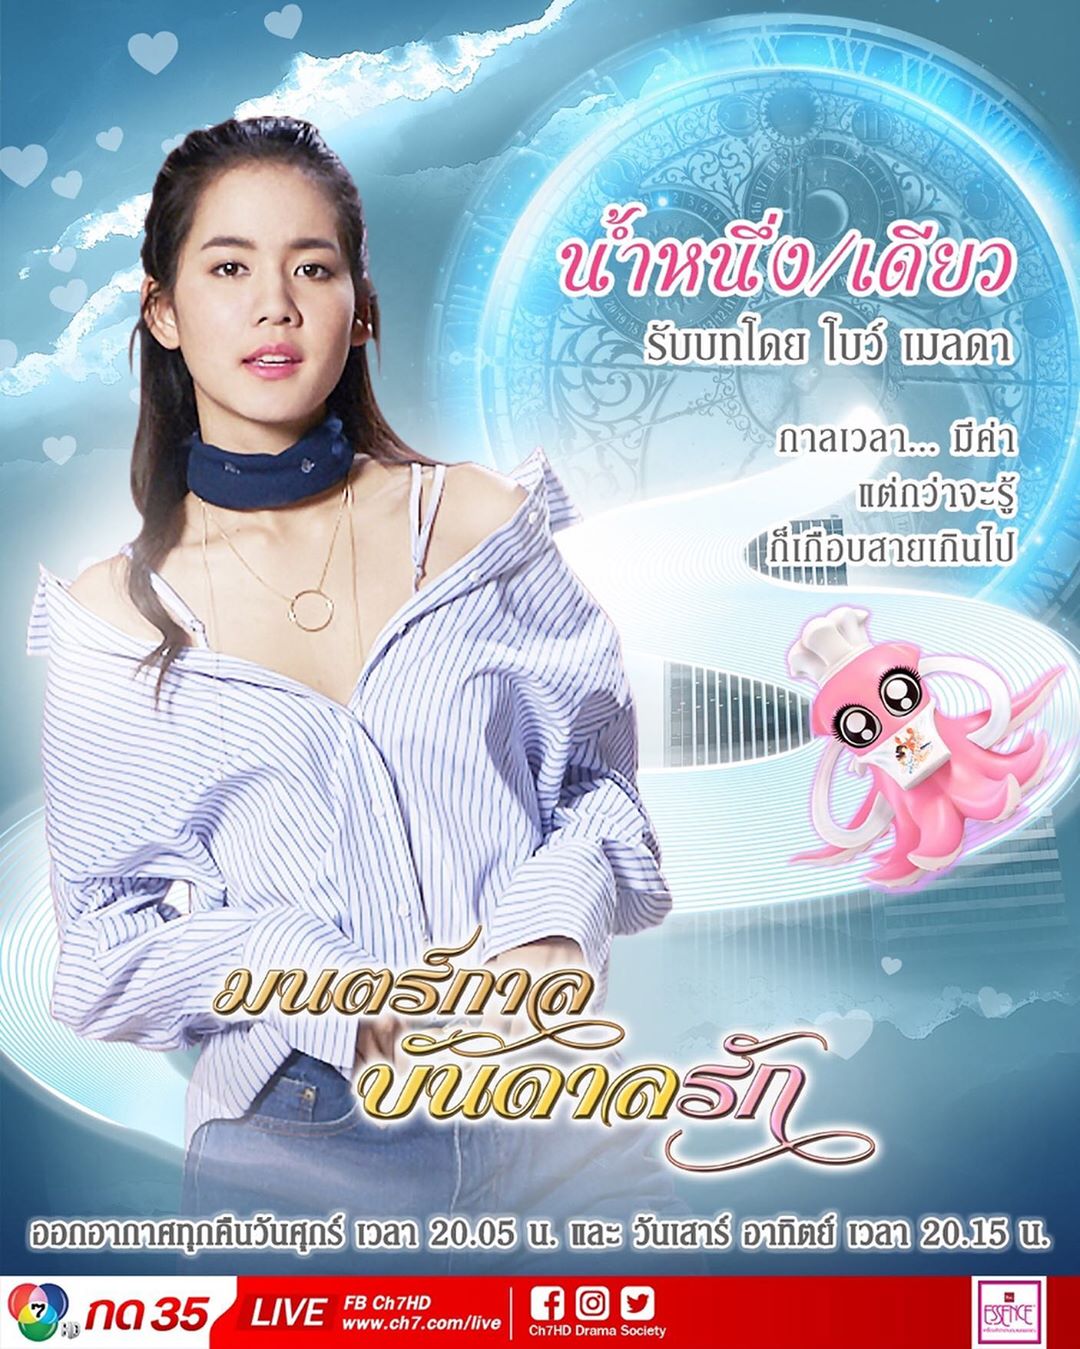 น้ำหนึ่ง/เดียว
รับบทโดย โบว์ เมลดา
กาลเวลา... มีค่า
แต่กว่าจะรู้
ก็เกือบสายเกินไป
มนตร์กาล
บันดาลรัก
ออกอากาศทุกคืนวันศุกร์ เวลา 20.05 น. และ วันเสาร์ อาทิตย์ เวลา 20.15 น.
7 HD กด 35 LIVE FB Ch7HD
www.ch7.com/live
Ch7HD Drama Society
ESSENCE